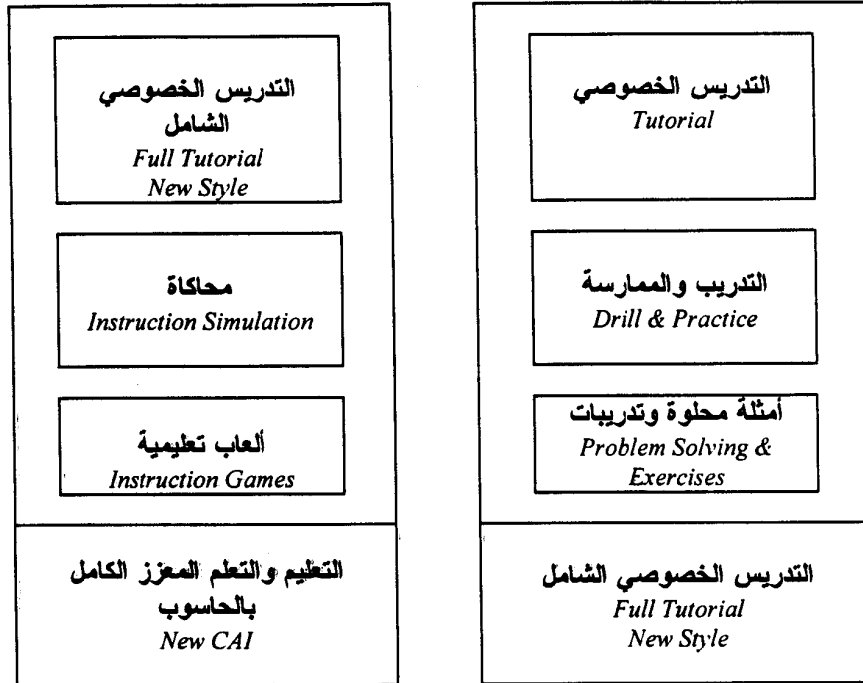 التدريس الخصوصي
Tutorial
التدريب والممارسة
Drill & Practice
أمثلة محلوة وتدريبات
Problem Solving &
Exercises
التدريس الخصوصي الشامل
Full Tutorial
New Style
التدريس الخصوصي
الشامل
Full Tutorial
New Style
محاكاة
Instruction Simulation
ألعاب تعليمية
Instruction Games
التعليم والتعلم المعزز الكامل
بالحاسوب
New CAI